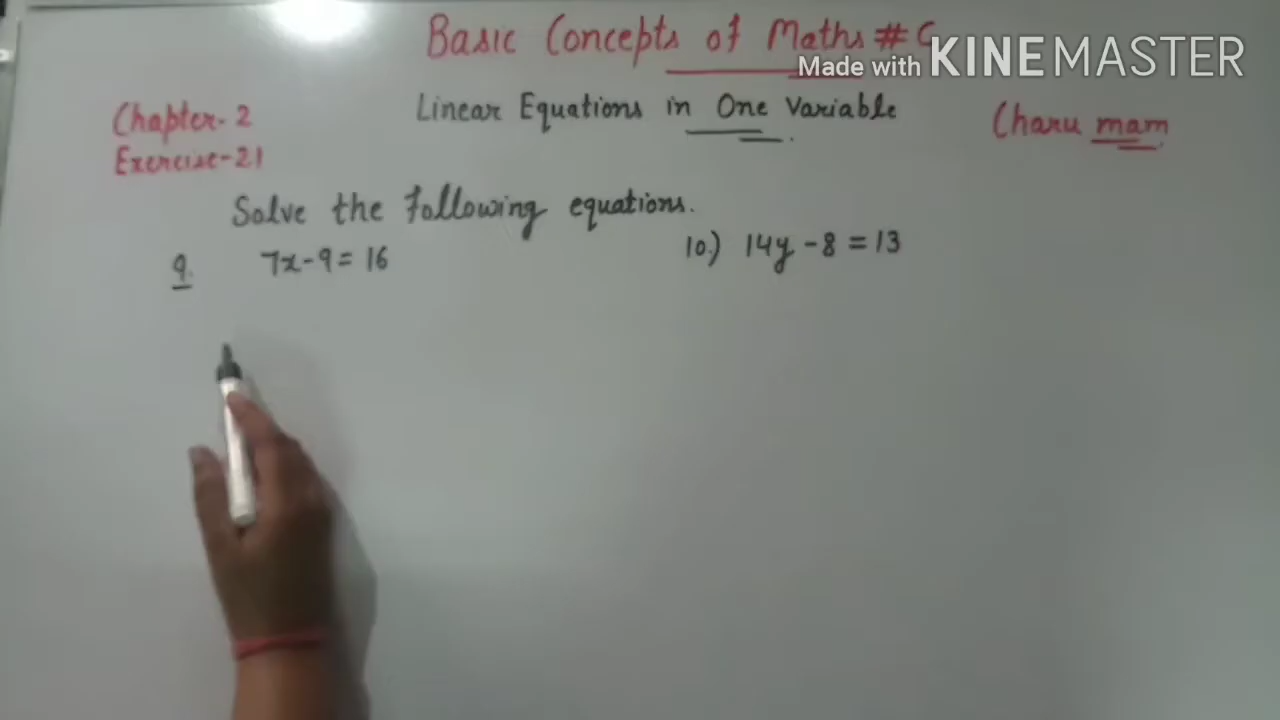 Basic Concepts of Maths #
Made with KINEMASTER
Linear Equations in One Variable
Chapter-2
Charu mam
Exercise-21
Solve the following equations.
9. 7x-9=16
10.) 14y-8=13